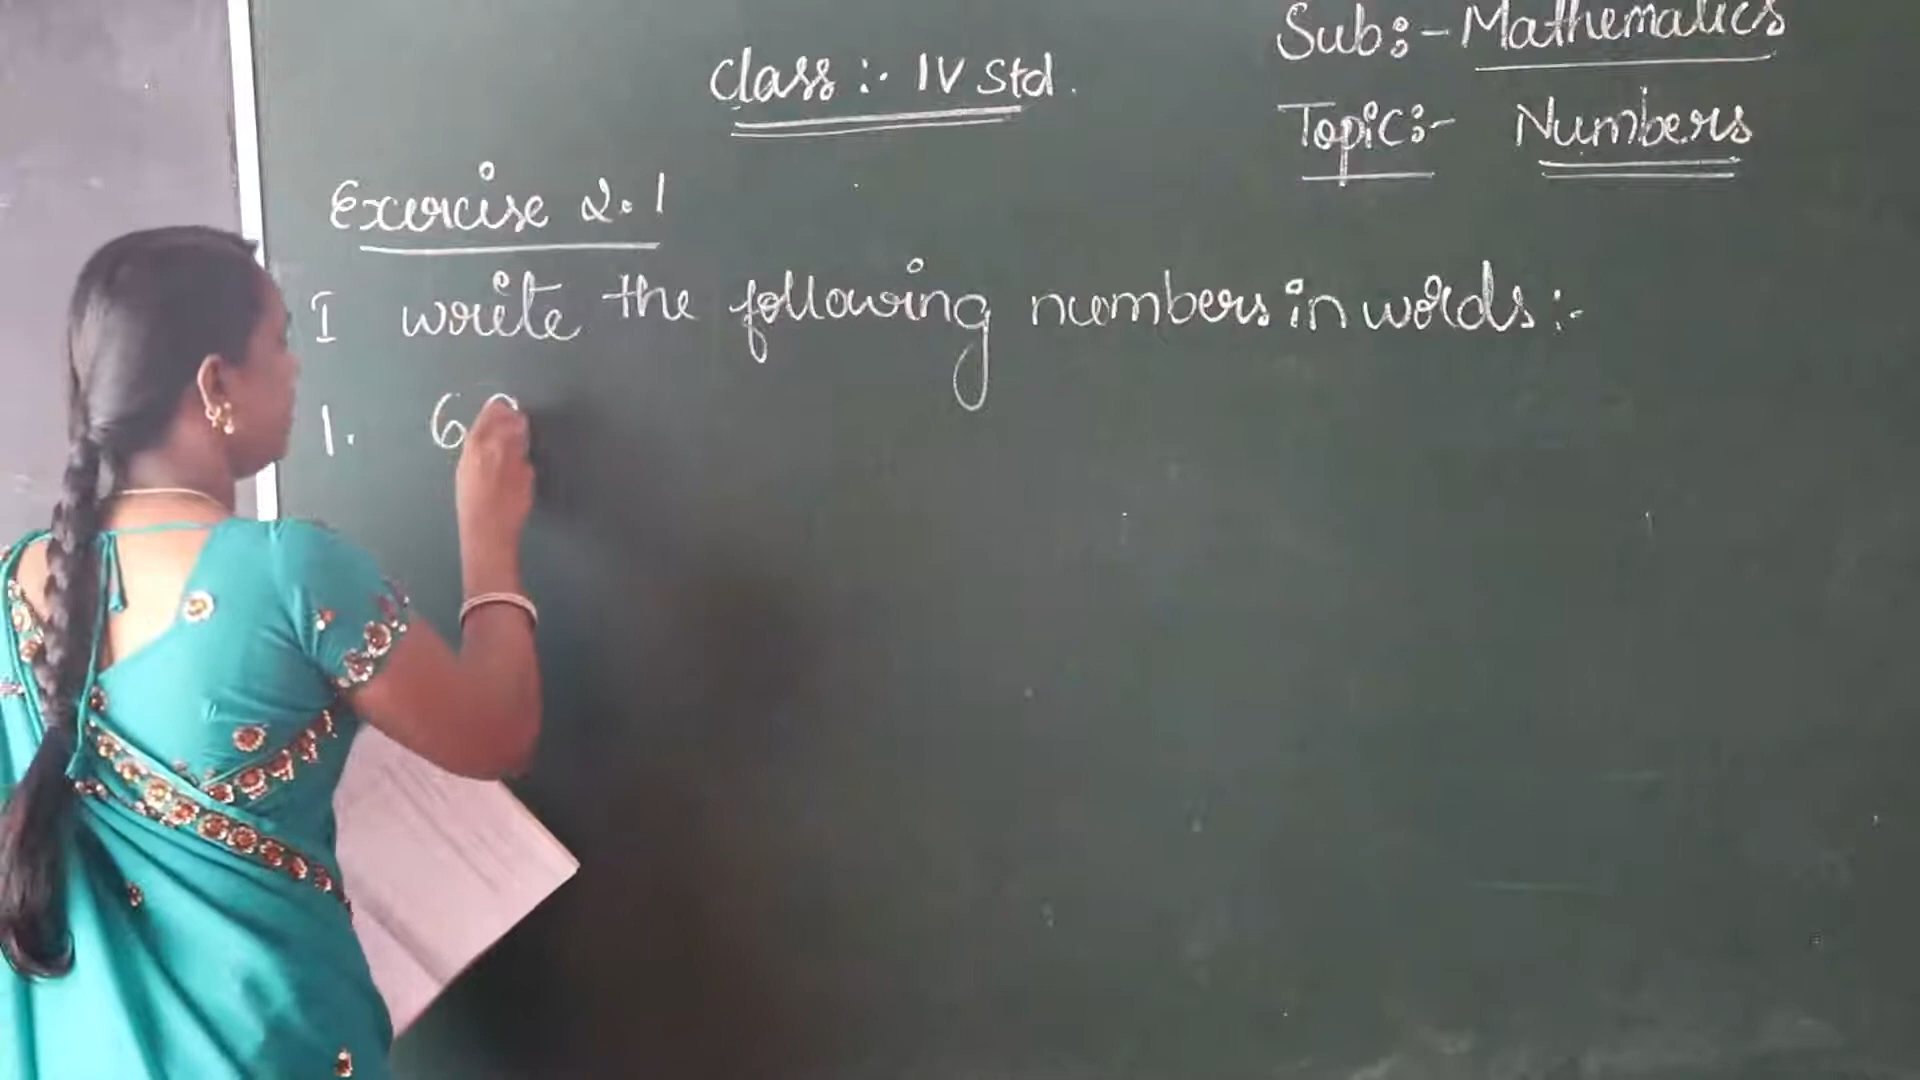 Sub:- Mathematics
Class :- IV Std.
Topic:- Numbers
Exercise 2.1
I write the following numbers in words :-
1. 6